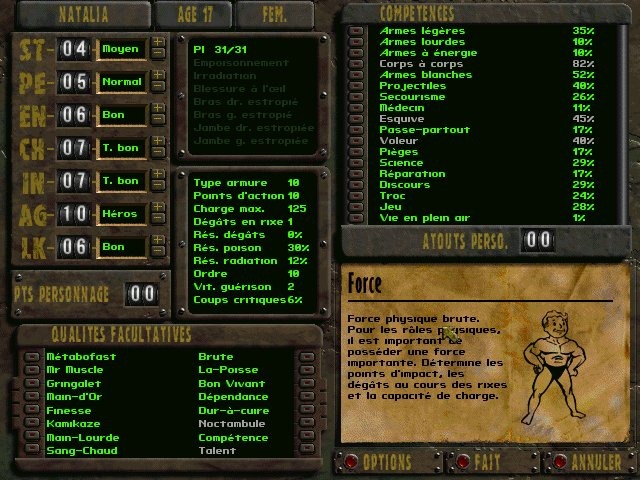 NATALIA
AGE 17
FEM.
ST 04 Moyen
PE 05 Normal
EN 06 Bon
CH 07 T. bon
IN 07 T. bon
AG 10 Héros
LK 06 Bon
PTS PERSONNAGE 00
PI 31/31
Empoisonnement
Irradiation
Blessure à l'œil
Bras dr. estropié
Bras g. estropié
Jambe dr. estropiée
Jambe g. estropiée
Type armure 10
Points d'action 10
Charge max. 125
Dégâts en rixe 1
Rés. dégâts 0%
Rés. poison 30%
Rés. radiation 12%
Ordre 10
Vit. guérison 2
Coups critiques 6%
QUALITÉS FACULTATIVES
Métabofast Brute
Mr Muscle La-Poisse
Gringalet Bon Vivant
Main-d'Or Dépendance
Finesse Dur-à-cuire
Kamikaze Noctambule
Main-Lourde Compétence
Sang-Chaud Talent
COMPÉTENCES
Armes légères 35%
Armes lourdes 10%
Armes à énergie 10%
Corps à corps 82%
Armes blanches 52%
Projectiles 40%
Secourisme 26%
Médecin 11%
Esquive 45%
Passe-partout 17%
Voleur 40%
Pièges 17%
Science 29%
Réparation 17%
Discours 29%
Troc 24%
Jeu 28%
Vie en plein air 1%
ATOUTS PERSO. 00
Force
Force physique brute.
Pour les rôles physiques,
il est important de
posséder une force
importante. Détermine les
points d'impact, les
dégâts au cours des rixes
et la capacité de charge.
OPTIONS
FAIT
ANNULER